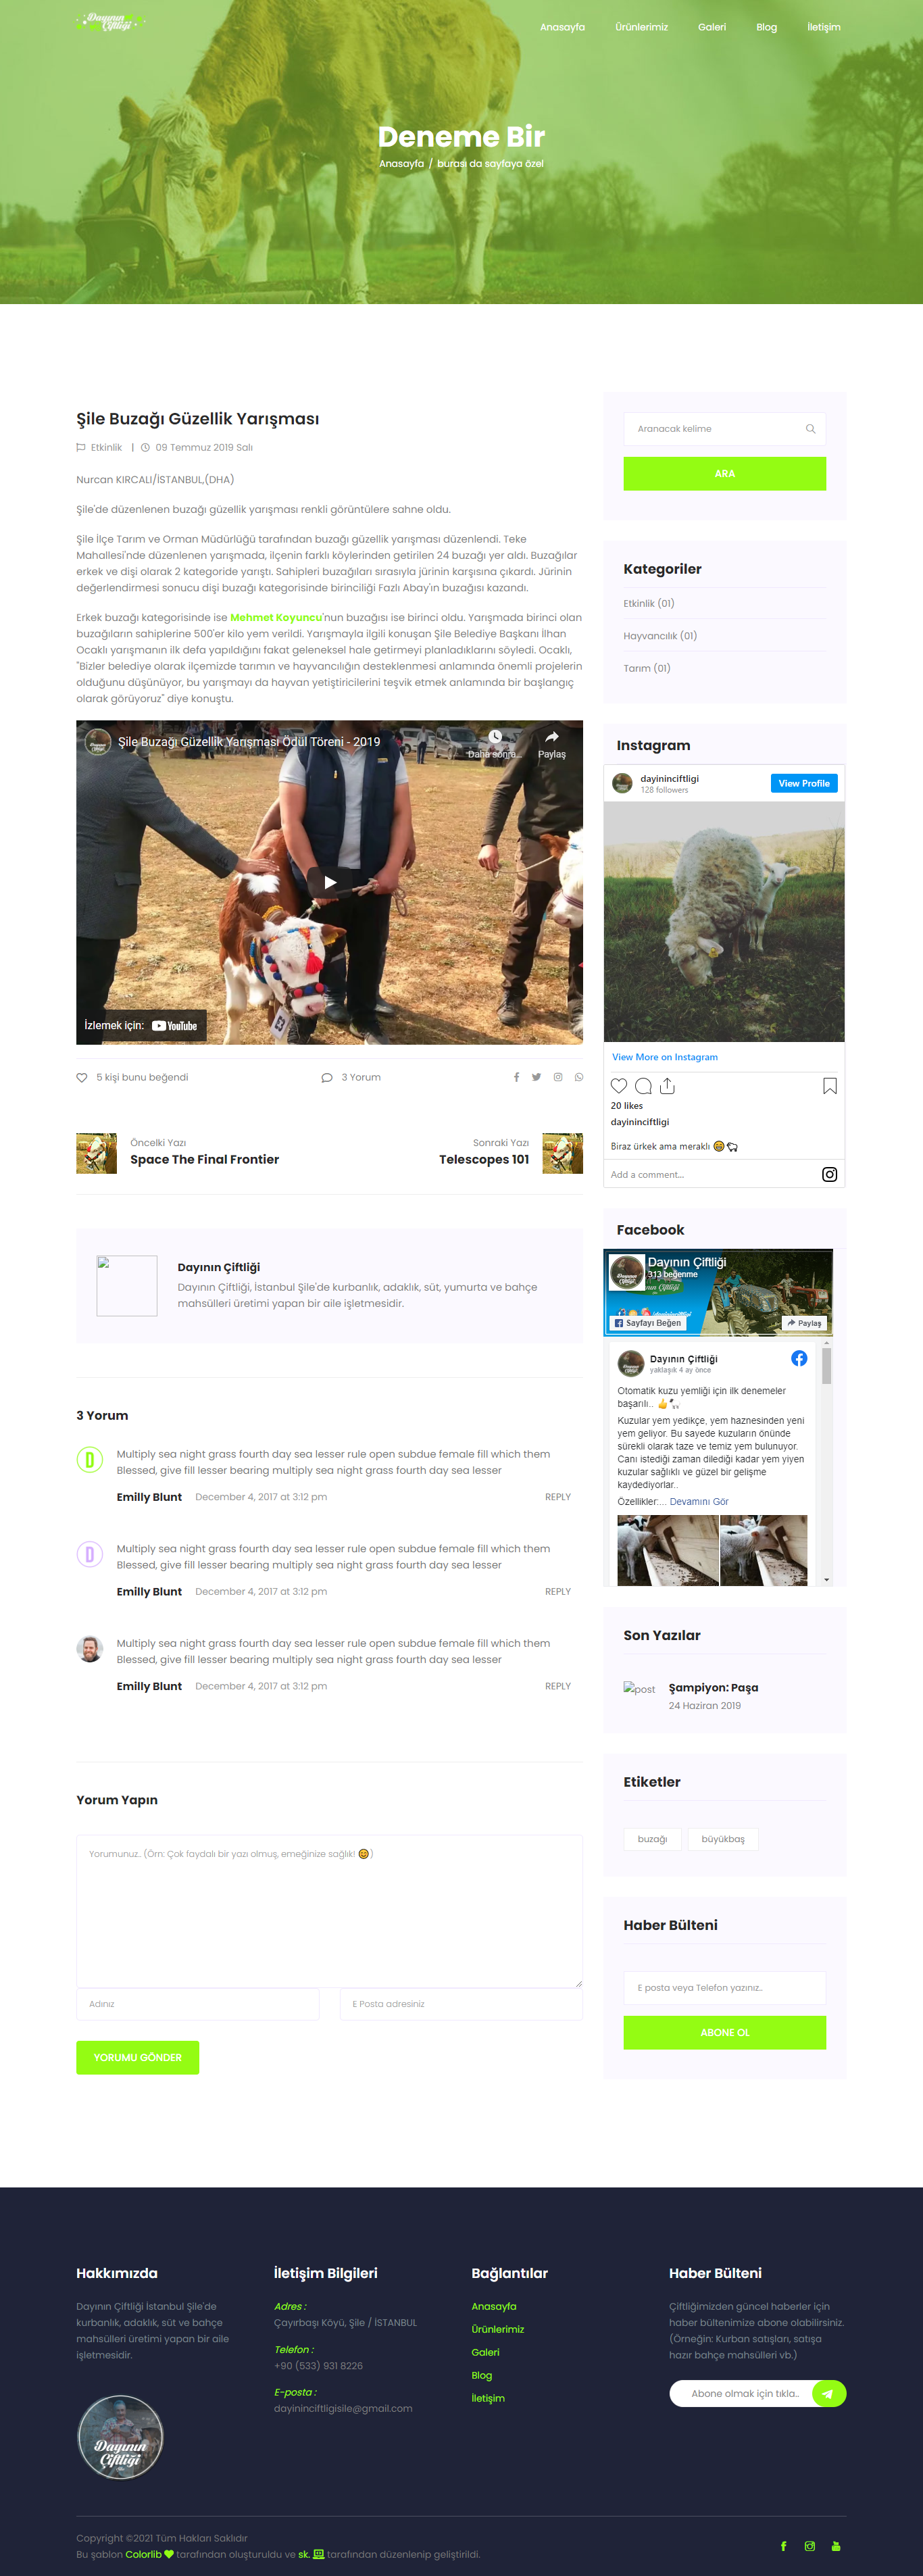 Dayının
Çiftliği
Anasayfa
Ürünlerimiz
Galeri
Blog
İletişim
Deneme Bir
Anasayfa / burası da sayfaya özel
Şile Buzağı Güzellik Yarışması
Etkinlik | 09 Temmuz 2019 Salı
Nurcan KIRCALI/İSTANBUL,(DHA)
Şile'de düzenlenen buzağı güzellik yarışması renkli görüntülere sahne oldu.
Şile İlçe Tarım ve Orman Müdürlüğü tarafından buzağı güzellik yarışması düzenlendi. Teke
Mahallesi'nde düzenlenen yarışmada, ilçenin farklı köylerinden getirilen 24 buzağı yer aldı. Buzağılar
erkek ve dişi olarak 2 kategoride yarıştı. Sahipleri buzağıları sırasıyla jürinin karşısına çıkardı. Jürinin
değerlendirmesi sonucu dişi buzağı kategorisinde birinciliği Fazlı Abay'ın buzağısı kazandı.
Erkek buzağı kategorisinde ise Mehmet Koyuncu'nun buzağısı ise birinci oldu. Yarışmada birinci olan
buzağıların sahiplerine 500'er kilo yem verildi. Yarışmayla ilgili konuşan Şile Belediye Başkanı İlhan
Ocaklı yarışmanın ilk defa yapıldığını fakat geleneksel hale getirmeyi planladıklarını söyledi. Ocaklı,
"Bizler belediye olarak ilçemizde tarımın ve hayvancılığın desteklenmesi anlamında önemli projelerin
olduğunu düşünüyor, bu yarışmayı da hayvan yetiştiricilerini teşvik etmek anlamında bir başlangıç
olarak görüyoruz" diye konuştu.
Şile Buzağı Güzellik Yarışması Ödül Töreni - 2019
Daha sonra...
Paylaş
43
İzlemek için: YouTube
5 kişi bunu beğendi
3 Yorum
Öncelki Yazı
Space The Final Frontier
Sonraki Yazı
Telescopes 101
Dayının Çiftliği
Dayının Çiftliği, İstanbul Şile'de kurbanlık, adaklık, süt, yumurta ve bahçe
mahsülleri üretimi yapan bir aile işletmesidir.
3 Yorum
D
Multiply sea night grass fourth day sea lesser rule open subdue female fill which them
Blessed, give fill lesser bearing multiply sea night grass fourth day sea lesser
Emilly Blunt December 4, 2017 at 3:12 pm REPLY
D
Multiply sea night grass fourth day sea lesser rule open subdue female fill which them
Blessed, give fill lesser bearing multiply sea night grass fourth day sea lesser
Emilly Blunt December 4, 2017 at 3:12 pm REPLY
Multiply sea night grass fourth day sea lesser rule open subdue female fill which them
Blessed, give fill lesser bearing multiply sea night grass fourth day sea lesser
Emilly Blunt December 4, 2017 at 3:12 pm REPLY
Yorum Yapın
Yorumunuz.. (Örn: Çok faydalı bir yazı olmuş, emeğinize sağlık! 😊)
Adınız
E Posta adresiniz
YORUMU GÖNDER
Aranacak kelime
ARA
Kategoriler
Etkinlik (01)
Hayvancılık (01)
Tarım (01)
Instagram
dayininciftligi
128 followers
View Profile
View More on Instagram
20 likes
dayininciftligi
Biraz ürkek ama meraklı 😁🐑
Add a comment...
Facebook
Dayının Çiftliği
313 beğenme
Sayfayı Beğen
Paylaş
Dayının Çiftliği
yaklaşık 4 ay önce
Otomatik kuzu yemliği için ilk denemeler
başarılı.. 👍🐑
Kuzular yem yedikçe, yem haznesinden yeni
yem geliyor. Bu sayede kuzuların önünde
sürekli olarak taze ve temiz yem bulunuyor.
Canı istediği zaman dilediği kadar yem yiyen
kuzular sağlıklı ve güzel bir gelişme
kaydediyorlar..
Özellikler:... Devamını Gör
Son Yazılar
post
Şampiyon: Paşa
24 Haziran 2019
Etiketler
buzağı
büyükbaş
Haber Bülteni
E posta veya Telefon yazınız..
ABONE OL
Hakkımızda
Dayının Çiftliği İstanbul Şile'de
kurbanlık, adaklık, süt ve bahçe
mahsülleri üretimi yapan bir aile
işletmesidir.
Dayının
Çiftliği
İletişim Bilgileri
Adres :
Çayırbaşı Köyü, Şile / İSTANBUL
Telefon :
+90 (533) 931 8226
E-posta :
dayininciftligisile@gmail.com
Bağlantılar
Anasayfa
Ürünlerimiz
Galeri
Blog
İletişim
Haber Bülteni
Çiftliğimizden güncel haberler için
haber bültenimize abone olabilirsiniz.
(Örneğin: Kurban satışları, satışa
hazır bahçe mahsülleri vb.)
Abone olmak için tıkla..
Copyright ©2021 Tüm Hakları Saklıdır
Bu şablon Colorlib tarafından oluşturuldu ve sk. tarafından düzenlenip geliştirildi.